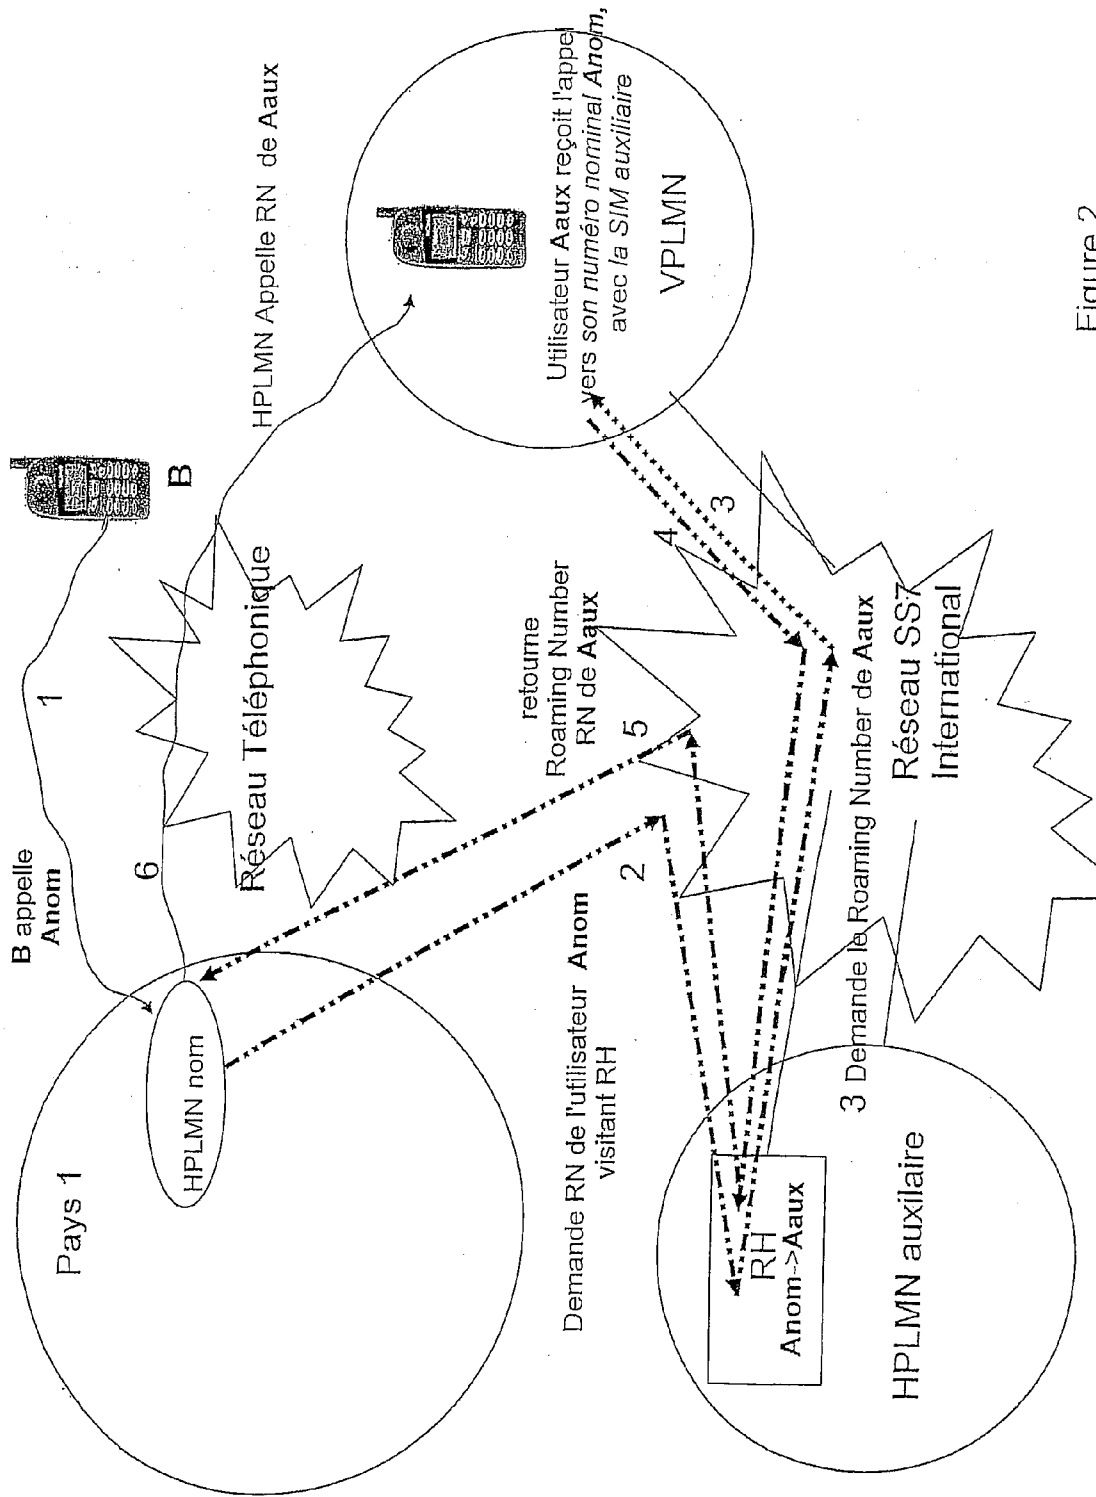 B appelle
Anom
1
B
Pays 1
HPLMN nom
6
Réseau Téléphonique
HPLMN Appelle RN de Aaux
Demande RN de l'utilisateur Anom
visitant RH
2
5
retourne
Roaming Number
RN de Aaux
Utilisateur Aaux reçoit l'appel
vers son numéro nominal Anom,
avec la SIM auxiliaire
VPLMN
4
3
RH
Anom->Aaux
HPLMN auxilaire
3 Demande le Roaming Number de Aaux
Réseau SS7
International
Figure 2